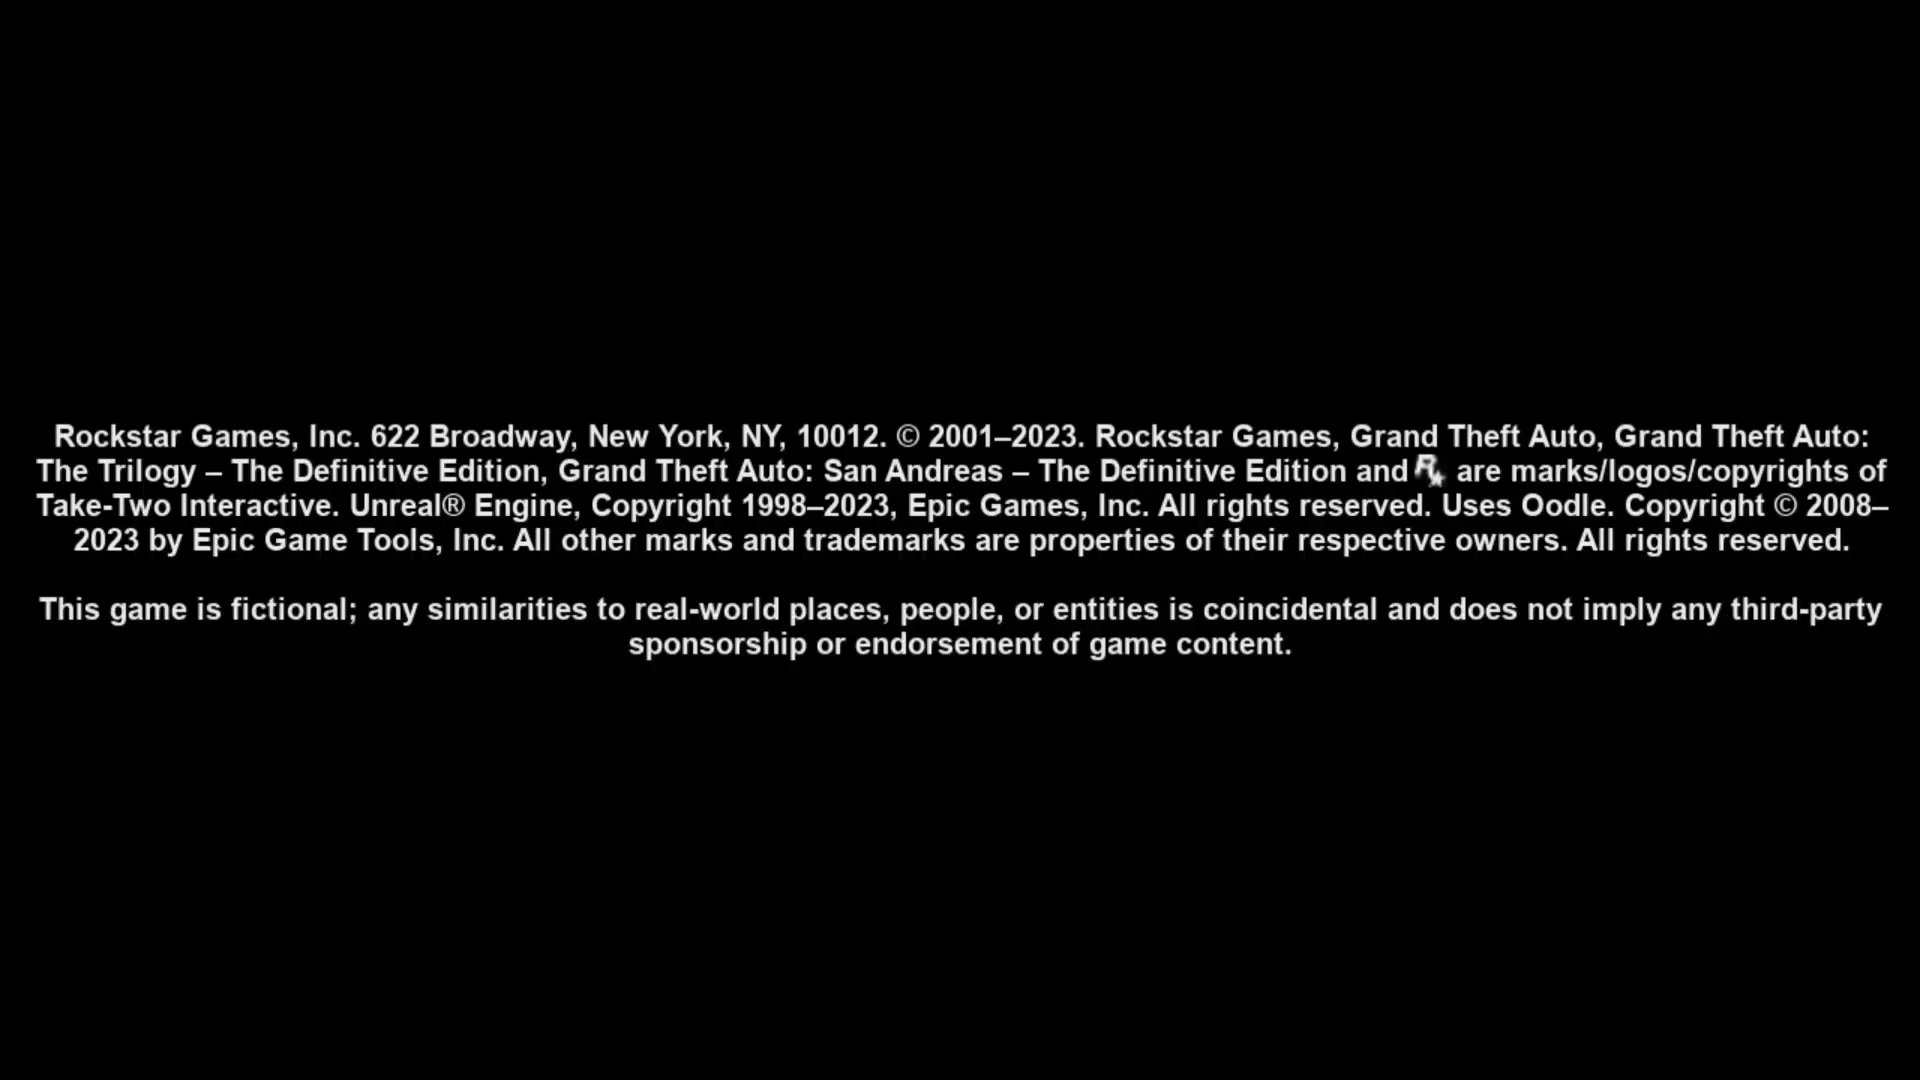 Rockstar Games, Inc. 622 Broadway, New York, NY, 10012. © 2001–2023. Rockstar Games, Grand Theft Auto, Grand Theft Auto:
The Trilogy – The Definitive Edition, Grand Theft Auto: San Andreas – The Definitive Edition and R★ are marks/logos/copyrights of
Take-Two Interactive. Unreal® Engine, Copyright 1998–2023, Epic Games, Inc. All rights reserved. Uses Oodle. Copyright © 2008–
2023 by Epic Game Tools, Inc. All other marks and trademarks are properties of their respective owners. All rights reserved.
This game is fictional; any similarities to real-world places, people, or entities is coincidental and does not imply any third-party
sponsorship or endorsement of game content.